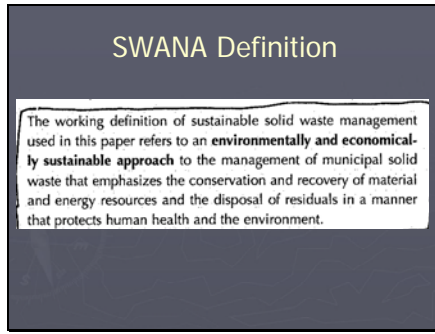 SWANA Definition
The working definition of sustainable solid waste management
used in this paper refers to an environmentally and economical-
ly sustainable approach to the management of municipal solid
waste that emphasizes the conservation and recovery of material
and energy resources and the disposal of residuals in a manner
that protects human health and the environment.